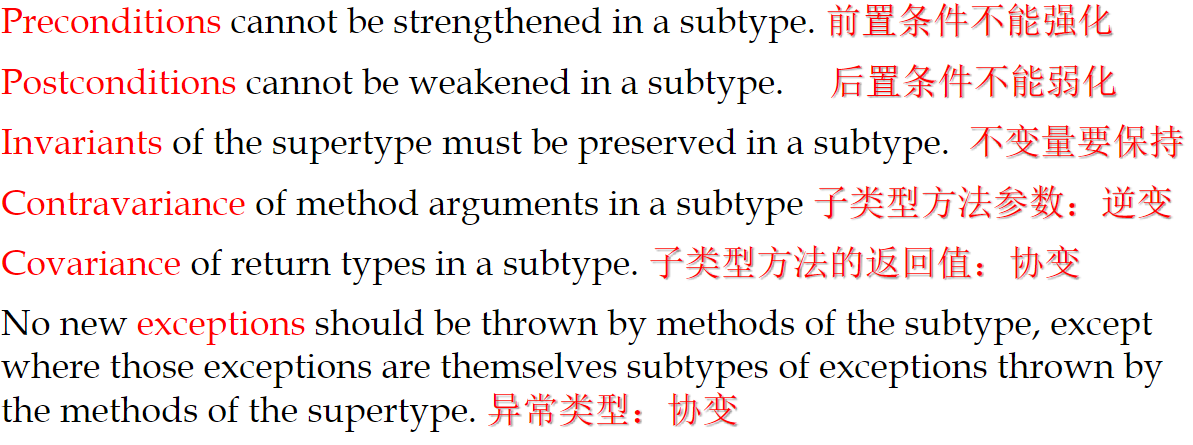 Preconditions cannot be strengthened in a subtype. 前置条件不能强化
Postconditions cannot be weakened in a subtype. 后置条件不能弱化
Invariants of the supertype must be preserved in a subtype. 不变量要保持
Contravariance of method arguments in a subtype 子类型方法参数：逆变
Covariance of return types in a subtype. 子类型方法的返回值：协变
No new exceptions should be thrown by methods of the subtype, except
where those exceptions are themselves subtypes of exceptions thrown by
the methods of the supertype. 异常类型：协变